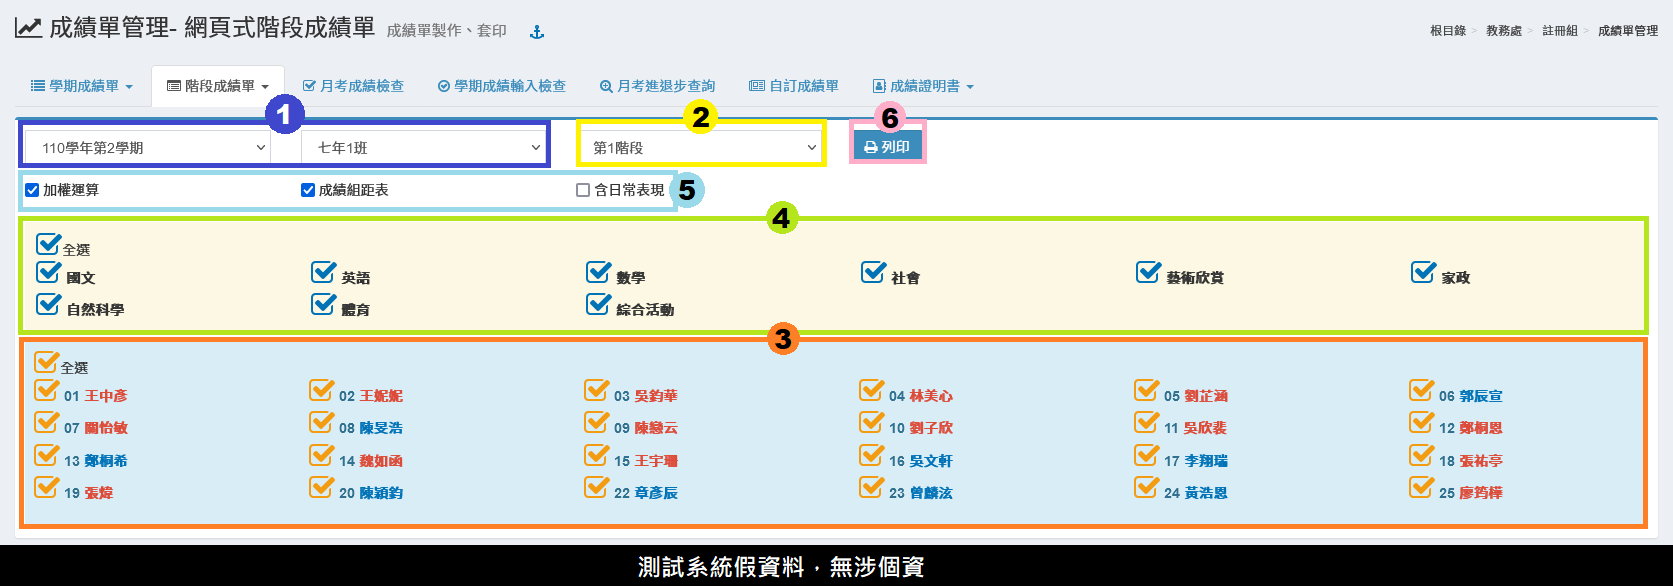 成績單管理- 網頁式階段成績單 成績單製作、套印
根目錄 > 教務處 > 註冊組 > 成績單管理
學期成績單 階段成績單 月考成績檢查 學期成績輸入檢查 月考進退步查詢 自訂成績單 成績證明書
1 2 6
110學年第2學期 七年1班 第1階段 列印
加權運算 成績組距表 含日常表現 5
4
全選
國文 英語 數學 社會 藝術欣賞 家政
自然科學 體育 綜合活動
3
全選
01 王中彥 02 王妮妮 03 吳鈞華 04 林美心 05 劉芷涵 06 郭辰宣
07 關怡敏 08 陳旻浩 09 陳戀云 10 劉子欣 11 吳欣裴 12 鄭桐恩
13 鄭桐希 14 魏如函 15 王宇珊 16 吳文軒 17 李翔瑞 18 張祐亭
19 張煒 20 陳穎鈞 22 章彥辰 23 曾麟泫 24 黃浩恩 25 廖筠樺
測試系統假資料，無涉個資